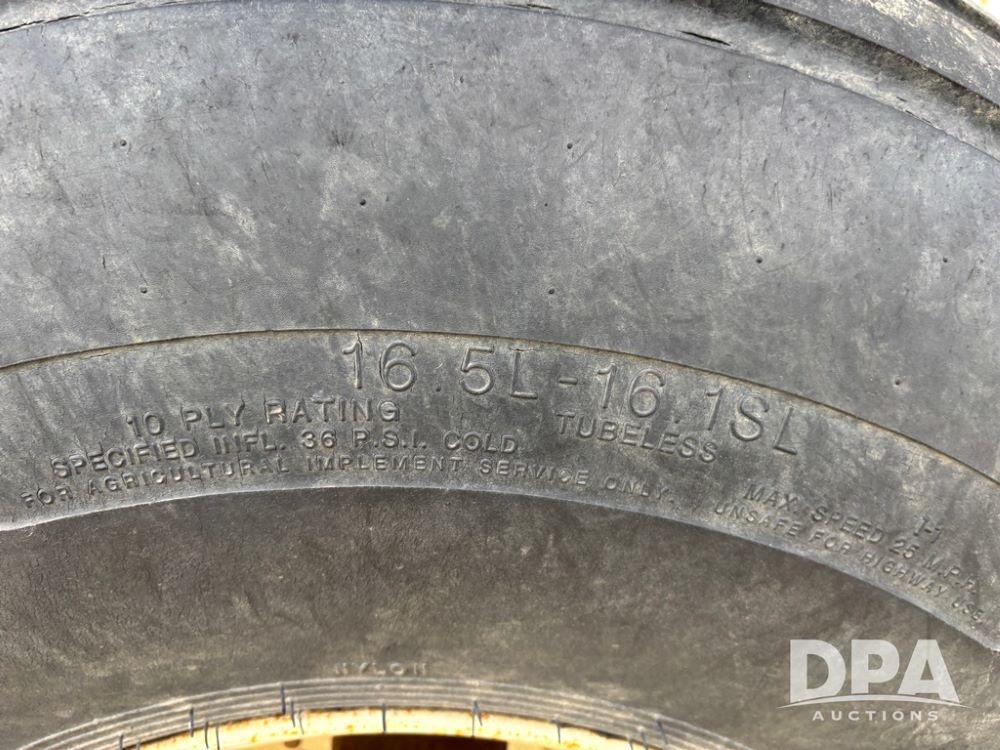 16.5L-16.1SL
10 PLY RATING TUBELESS
SPECIFIED INFL. 36 P.S.I. COLD
MAX. SPEED 25 M.P.H.
FOR AGRICULTURAL IMPLEMENT SERVICE ONLY. UNSAFE FOR HIGHWAY USE
NYLON
DPA
AUCTIONS